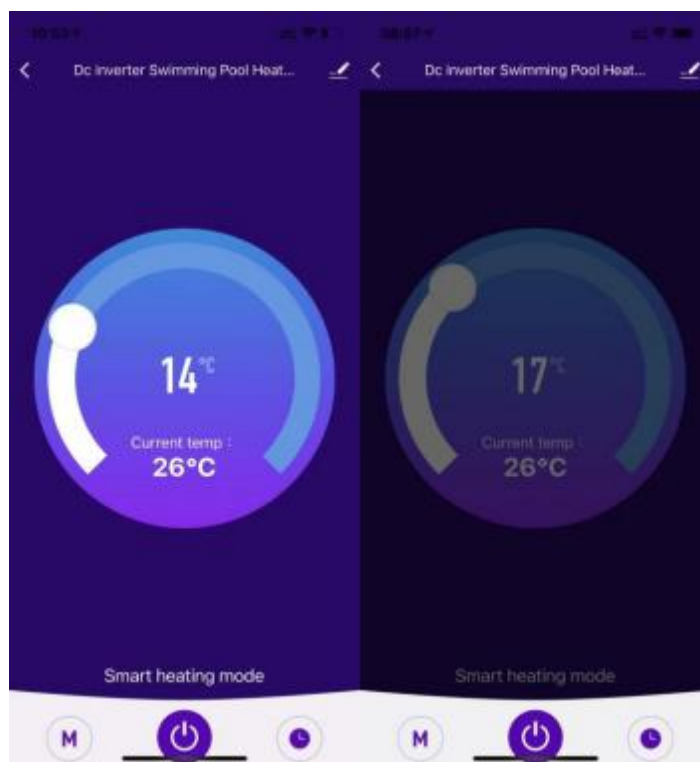 Dc inverter Swimming Pool Heat...
14°C
Current temp :
26°C
Smart heating mode
M
Dc inverter Swimming Pool Heat...
17°C
Current temp :
26°C
Smart heating mode
M